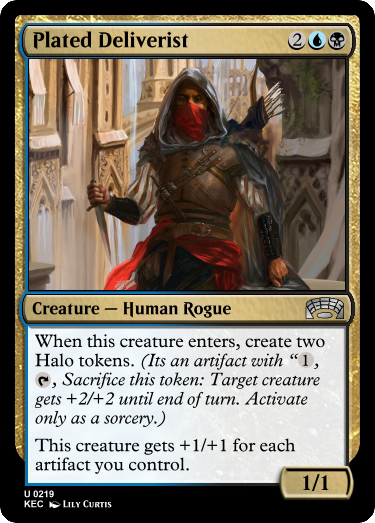 Plated Deliverist 2
Creature — Human Rogue
When this creature enters, create two
Halo tokens. (Its an artifact with “1,
, Sacrifice this token: Target creature
gets +2/+2 until end of turn. Activate
only as a sorcery.)
This creature gets +1/+1 for each
artifact you control.
1/1
U 0219
KEC Lily Curtis